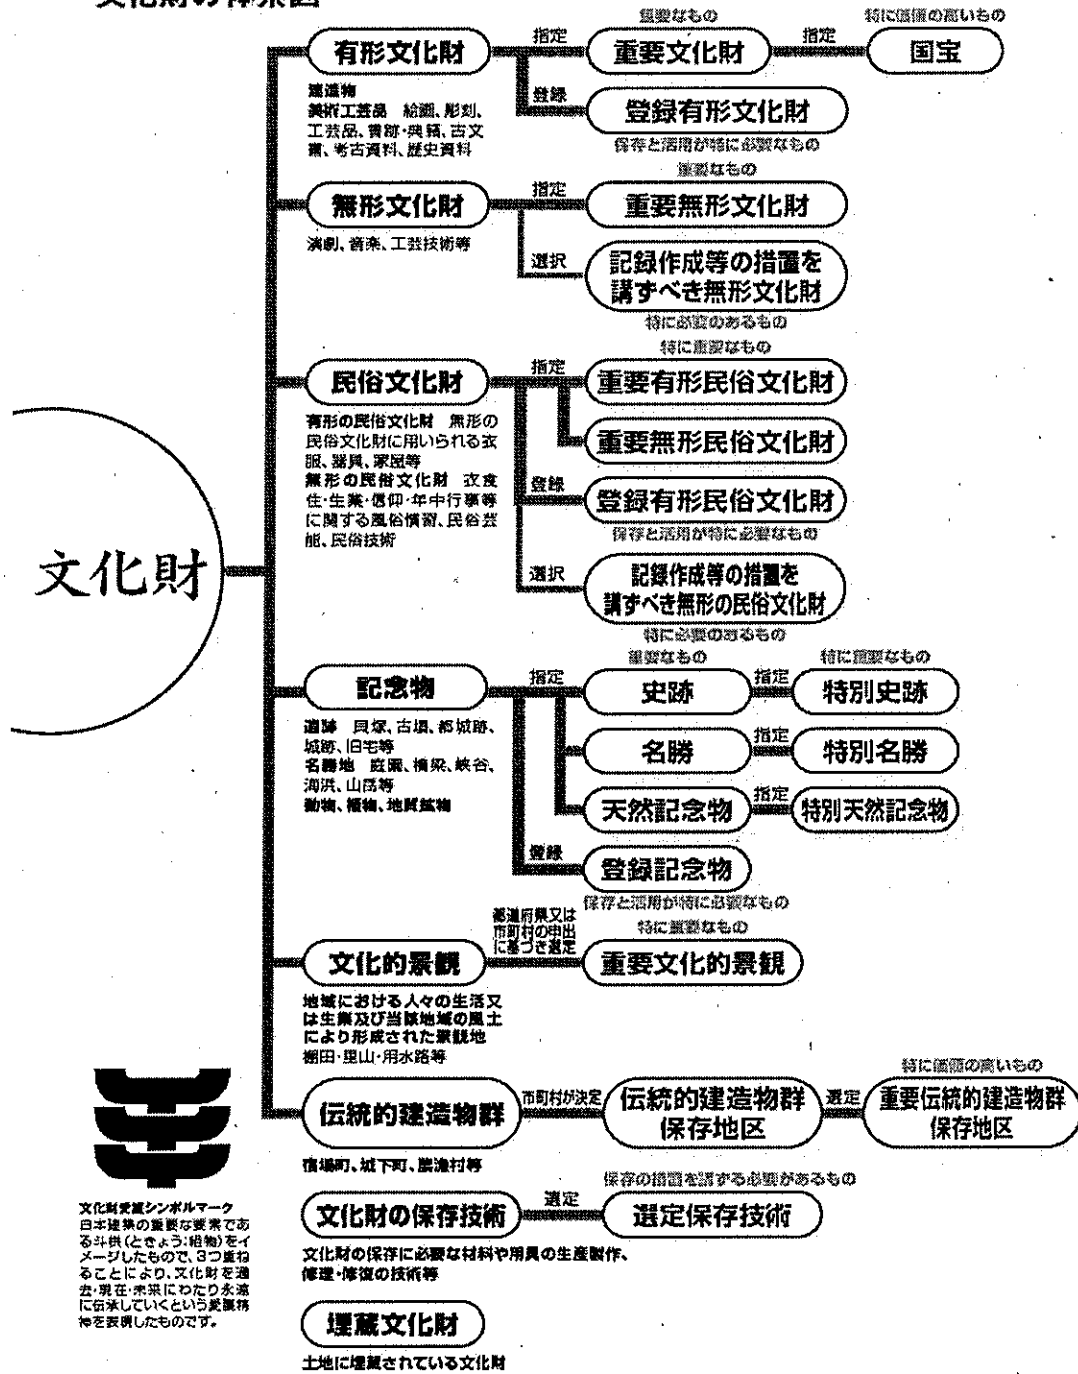 文化財の体系図
文化財
有形文化財
指定
重要なもの
重要文化財
指定
特に価値の高いもの
国宝
登録
登録有形文化財
保存と活用が特に必要なもの
建造物
美術工芸品 絵画、彫刻、
工芸品、書跡・典籍、古文
書、考古資料、歴史資料
無形文化財
指定
重要なもの
重要無形文化財
選択
記録作成等の措置を
講ずべき無形文化財
特に必要のあるもの
演劇、音楽、工芸技術等
民俗文化財
指定
特に重要なもの
重要有形民俗文化財
重要無形民俗文化財
登録
登録有形民俗文化財
保存と活用が特に必要なもの
選択
記録作成等の措置を
講ずべき無形の民俗文化財
特に必要のあるもの
有形の民俗文化財 無形の
民俗文化財に用いられる衣
服、器具、家屋等
無形の民俗文化財 衣食
住・生業・信仰・年中行事等
に関する風俗慣習、民俗芸
能、民俗技術
記念物
指定
重要なもの
史跡
指定
特に重要なもの
特別史跡
名勝
指定
特別名勝
天然記念物
指定
特別天然記念物
登録
登録記念物
保存と活用が特に必要なもの
遺跡 貝塚、古墳、都城跡、
城跡、旧宅等
名勝地 庭園、橋梁、峡谷、
海浜、山岳等
動物、植物、地質鉱物
文化的景観
都道府県又は
市町村の申出
に基づき選定
特に重要なもの
重要文化的景観
地域における人々の生活又
は生業及び当該地域の風土
により形成された景観地
棚田・里山・用水路等
伝統的建造物群
市町村が決定
伝統的建造物群
保存地区
選定
特に価値の高いもの
重要伝統的建造物群
保存地区
宿場町、城下町、農漁村等
文化財の保存技術
選定
保存の措置を講ずる必要があるもの
選定保存技術
文化財の保存に必要な材料や用具の生産製作、
修理・修復の技術等
埋蔵文化財
土地に埋蔵されている文化財
文化財愛護シンボルマーク
日本建築の重要な要素であ
る斗栱(ときょう:組物)をイ
メージしたもので、3つ重ね
ることにより、文化財を過
去・現在・未来にわたり永遠
に伝承していくという愛護精
神を表現したものです。